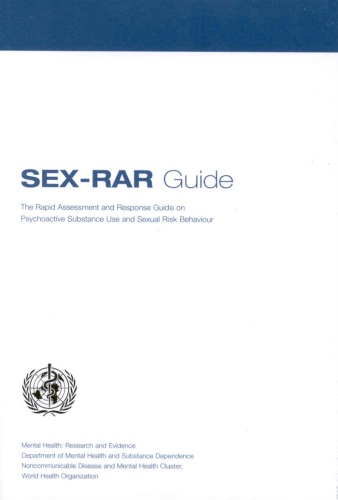 SEX-RAR Guide
The Rapid Assessment and Response Guide on
Psychoactive Substance Use and Sexual Risk Behaviour
Mental Health: Research and Evidence
Department of Mental Health and Substance Dependence
Noncommunicable Disease and Mental Health Cluster,
World Health Organization